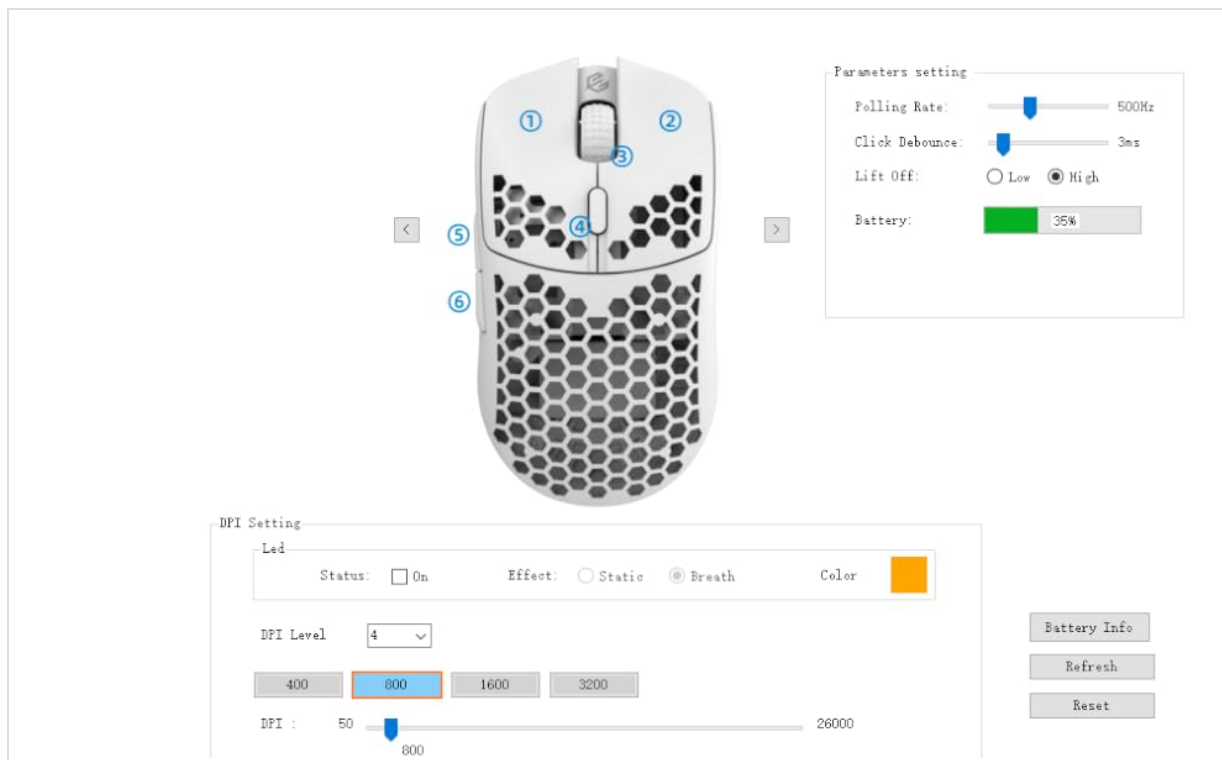 Parameters setting
Polling Rate: 500Hz
Click Debounce: 3ms
Lift Off: Low High
Battery: 35%
① ②
③
④
<
>
⑤
⑥
DPI Setting
Led
Status: On Effect: Static Breath Color
DPI Level 4
400 800 1600 3200
DPI : 50 26000
800
Battery Info
Refresh
Reset